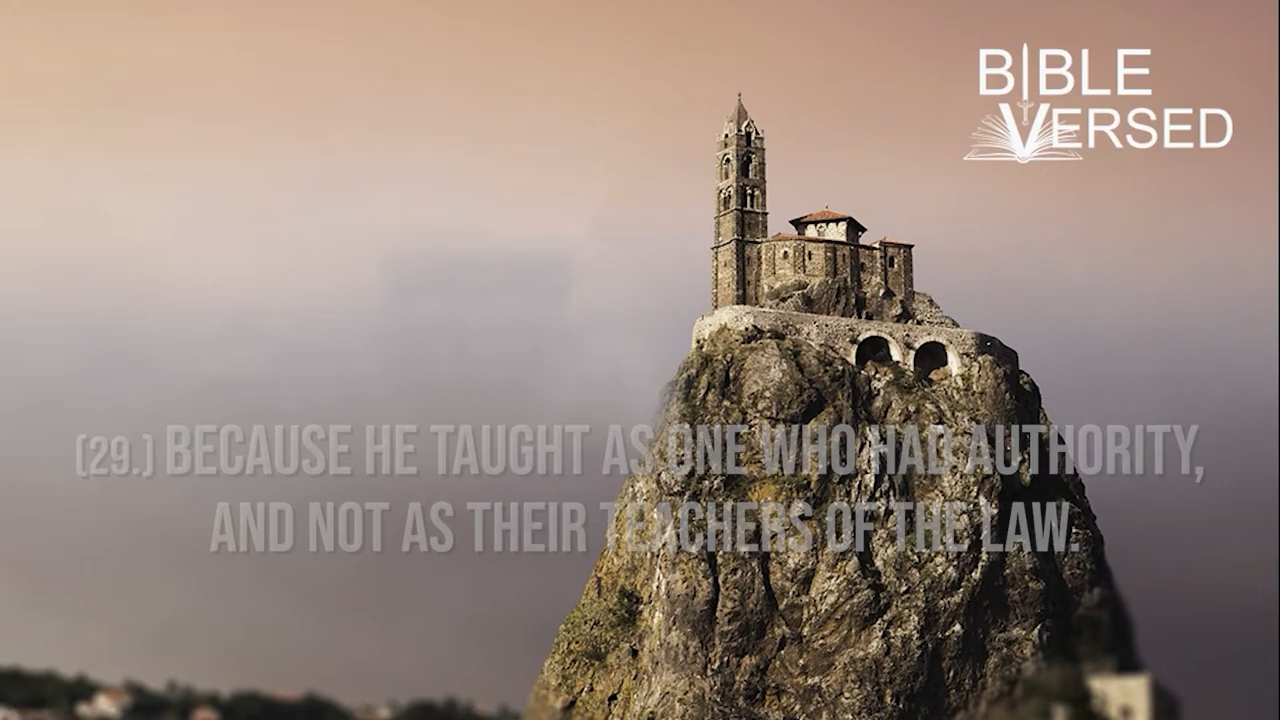 BIBLE
VERSED
(29.) BECAUSE HE TAUGHT AS ONE WHO HAD AUTHORITY,
AND NOT AS THEIR TEACHERS OF THE LAW.